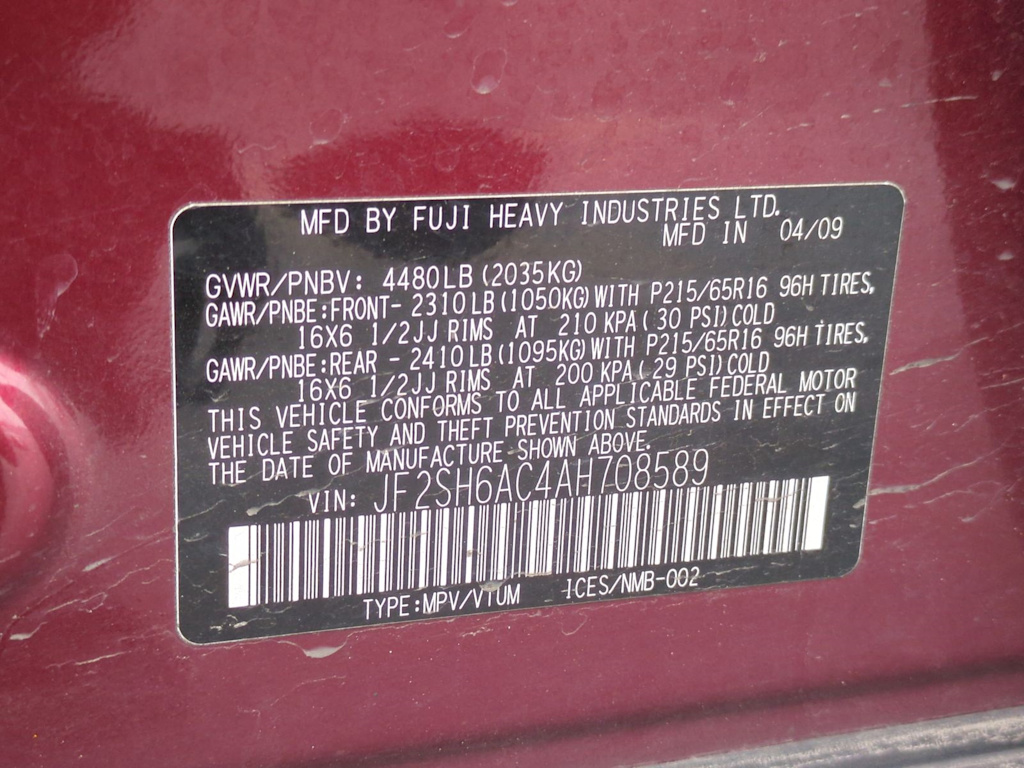 MFD BY FUJI HEAVY INDUSTRIES LTD.
MFD IN 04/09
GVWR/PNBV: 4480LB(2035KG)
GAWR/PNBE:FRONT- 2310LB(1050KG)WITH P215/65R16 96H TIRES,
16X6 1/2JJ RIMS AT 210 KPA( 30 PSI)COLD
GAWR/PNBE:REAR - 2410LB(1095KG)WITH P215/65R16 96H TIRES.
16X6 1/2JJ RIMS AT 200 KPA( 29 PSI)COLD
THIS VEHICLE CONFORMS TO ALL APPLICABLE FEDERAL MOTOR
VEHICLE SAFETY AND THEFT PREVENTION STANDARDS IN EFFECT ON
THE DATE OF MANUFACTURE SHOWN ABOVE.
VIN: JF2SH6AC4AH708589
TYPE:MPV/VTUM ICES/NMB-002